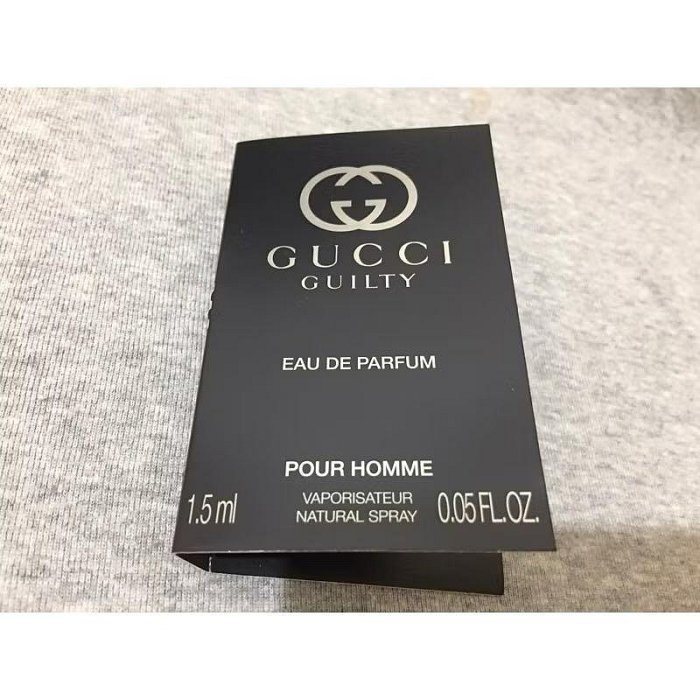 GUCCI
GUILTY
EAU DE PARFUM
POUR HOMME
1.5 ml
VAPORISATEUR
NATURAL SPRAY
0.05 FL.OZ.